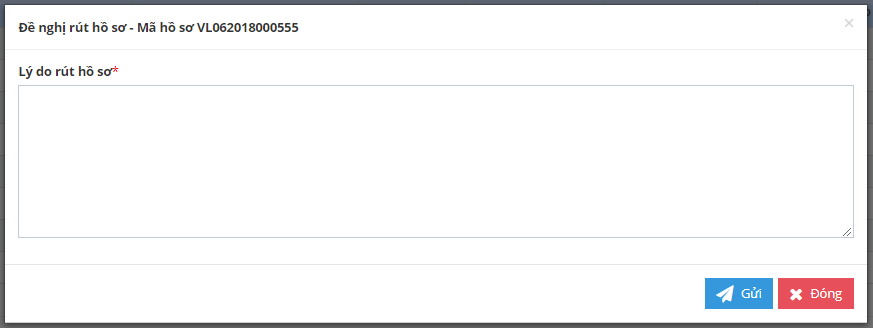 Đề nghị rút hồ sơ - Mã hồ sơ VL062018000555
×
Lý do rút hồ sơ*
Gửi
Đóng